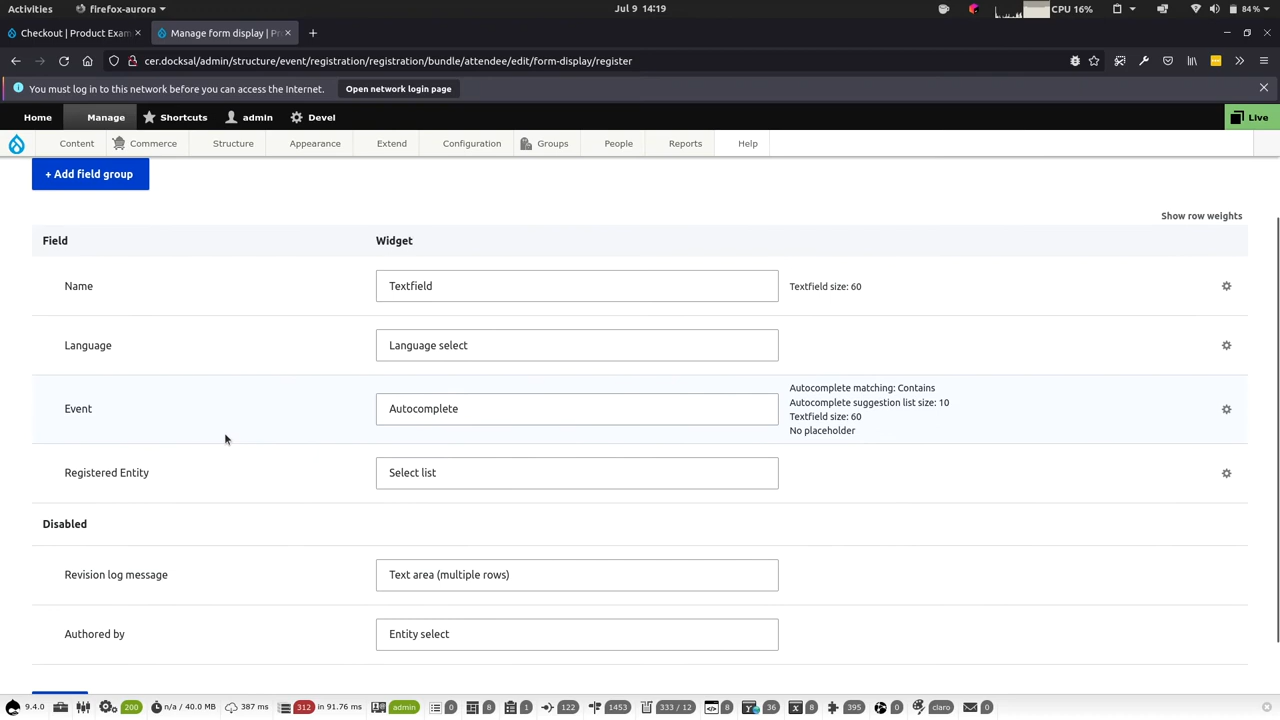 Activities
firefox-aurora
Jul 9 14:19
CPU 16%
84 %
Checkout | Product Exam
Manage form display | Pr
cer.docksal/admin/structure/event/registration/registration/bundle/attendee/edit/form-display/register
You must log in to this network before you can access the Internet.
Open network login page
Home
Manage
Shortcuts
admin
Devel
Live
Content
Commerce
Structure
Appearance
Extend
Configuration
Groups
People
Reports
Help
+ Add field group
Show row weights
Field
Widget
Name
Textfield
Textfield size: 60
Language
Language select
Event
Autocomplete
Autocomplete matching: Contains
Autocomplete suggestion list size: 10
Textfield size: 60
No placeholder
Registered Entity
Select list
Disabled
Revision log message
Text area (multiple rows)
Authored by
Entity select
9.4.0
200
n/a / 40.0 MB
387 ms
312 in 91.76 ms
admin
0
8
1
122
1453
333 / 12
8
36
8
395
0
claro
0